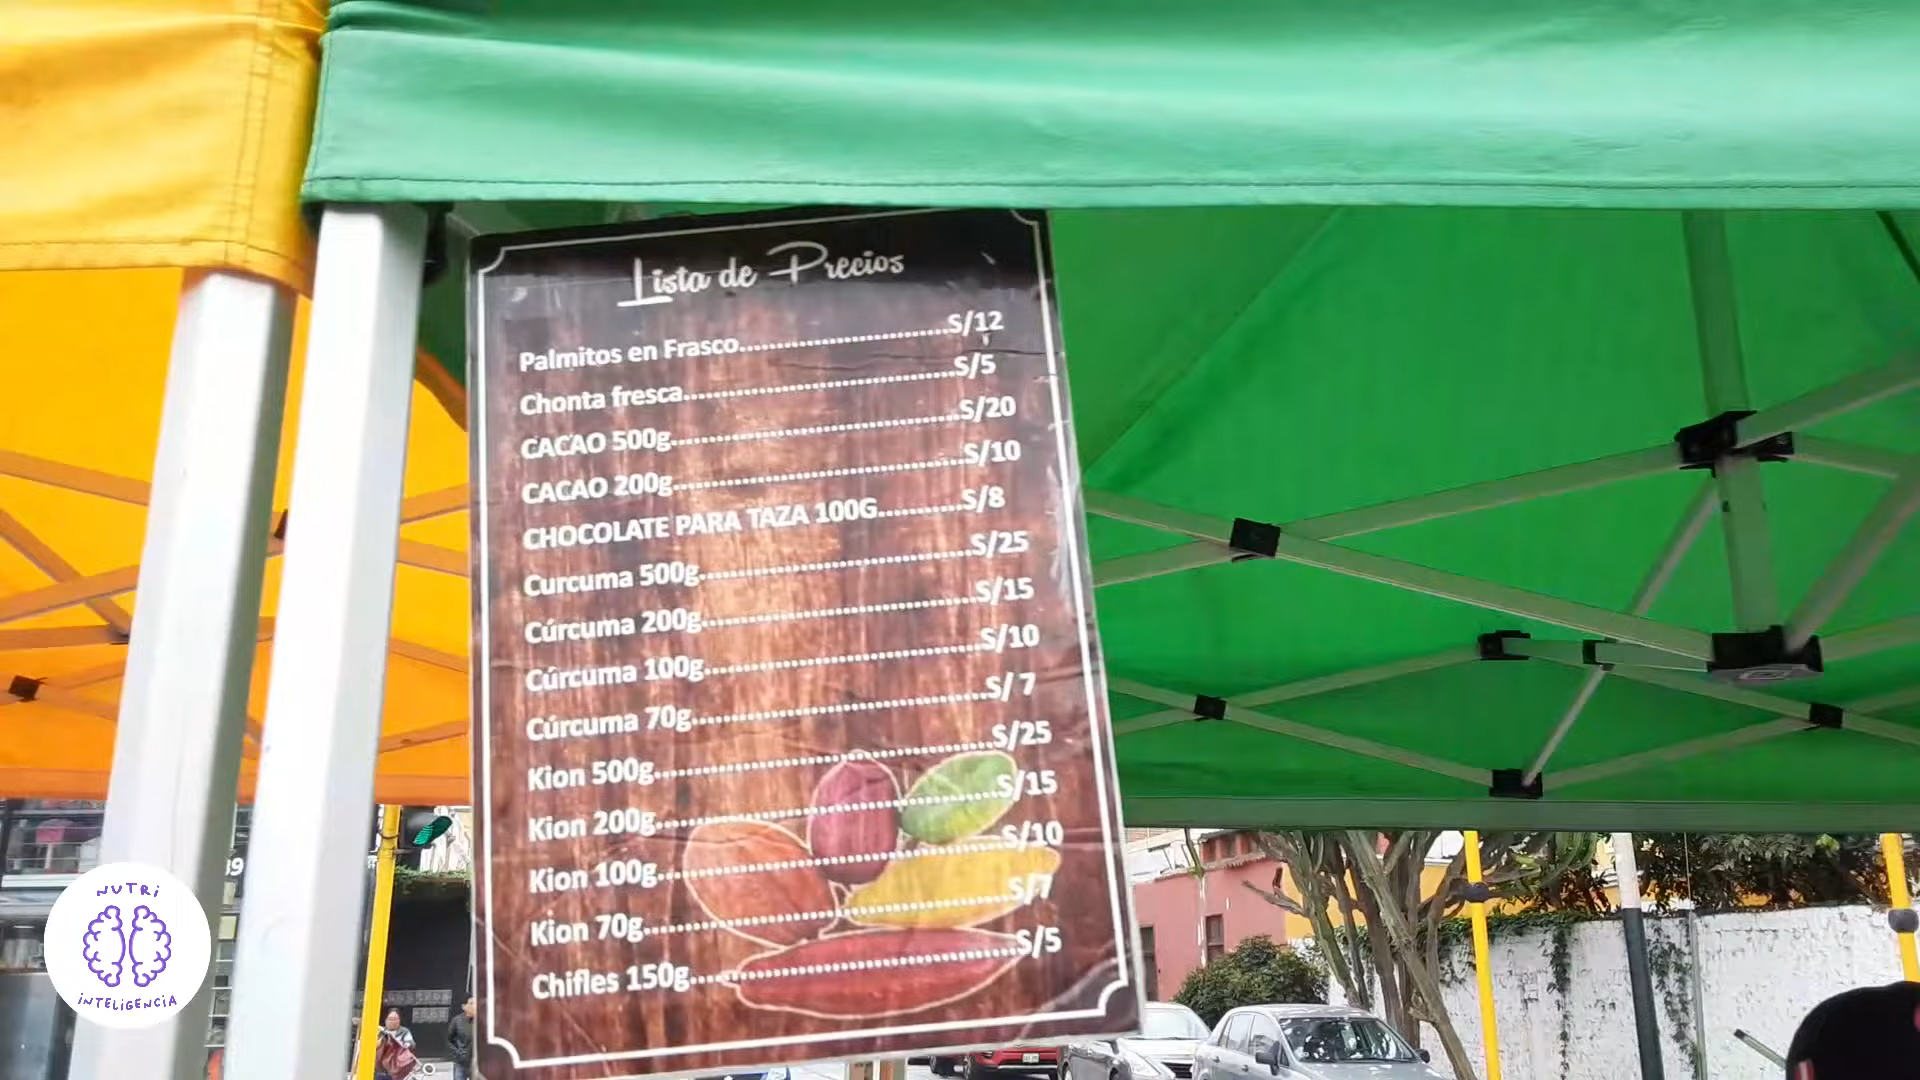 Lista de Precios
Palmitos en Frasco......................S/12
Chonta fresca.............................S/5
CACAO 500g..............................S/20
CACAO 200g..............................S/10
CHOCOLATE PARA TAZA 100G..........S/8
Curcuma 500g............................S/25
Cúrcuma 200g............................S/15
Cúrcuma 100g............................S/10
Cúrcuma 70g..............................S/ 7
Kion 500g..................................S/25
Kion 200g..................................S/15
Kion 100g..................................S/10
Kion 70g....................................S/7
Chifles 150g................................S/5
NUTRI
INTELIGENCIA